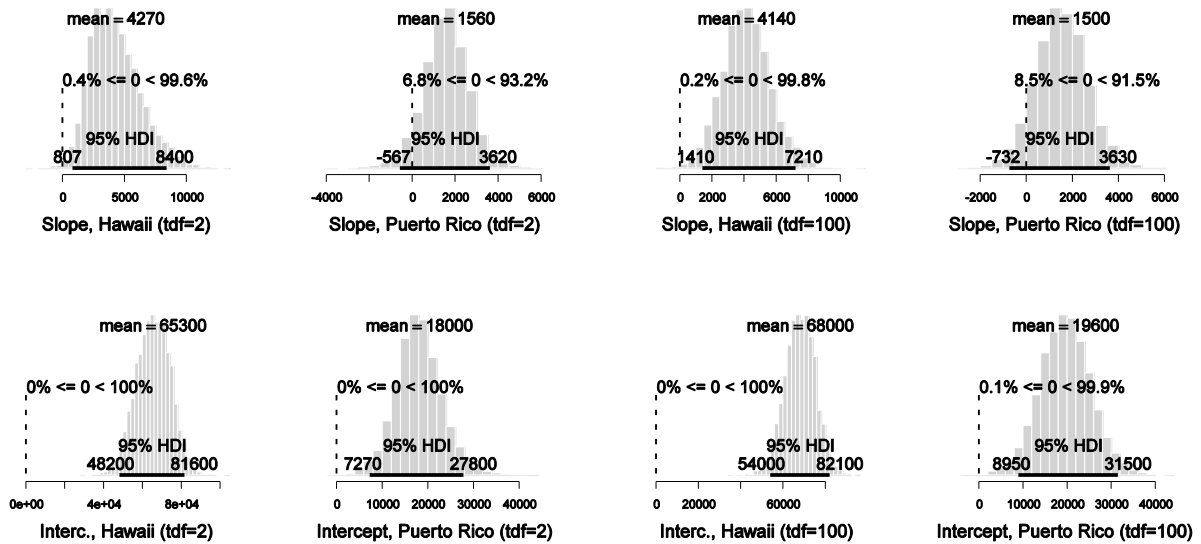 mean = 4270
0.4% <= 0 < 99.6%
95% HDI
807 8400
0 5000 10000
Slope, Hawaii (tdf=2)
mean = 1560
6.8% <= 0 < 93.2%
95% HDI
-567 3620
-4000 0 2000 4000 6000
Slope, Puerto Rico (tdf=2)
mean = 4140
0.2% <= 0 < 99.8%
95% HDI
1410 7210
0 2000 6000 10000
Slope, Hawaii (tdf=100)
mean = 1500
8.5% <= 0 < 91.5%
95% HDI
-732 3630
-2000 0 2000 4000 6000
Slope, Puerto Rico (tdf=100)
mean = 65300
0% <= 0 < 100%
95% HDI
48200 81600
0e+00 4e+04 8e+04
Interc., Hawaii (tdf=2)
mean = 18000
0% <= 0 < 100%
95% HDI
7270 27800
0 10000 20000 30000 40000
Intercept, Puerto Rico (tdf=2)
mean = 68000
0% <= 0 < 100%
95% HDI
54000 82100
0 20000 40000 60000
Interc., Hawaii (tdf=100)
mean = 19600
0.1% <= 0 < 99.9%
95% HDI
8950 31500
0 10000 20000 30000 40000
Intercept, Puerto Rico (tdf=100)